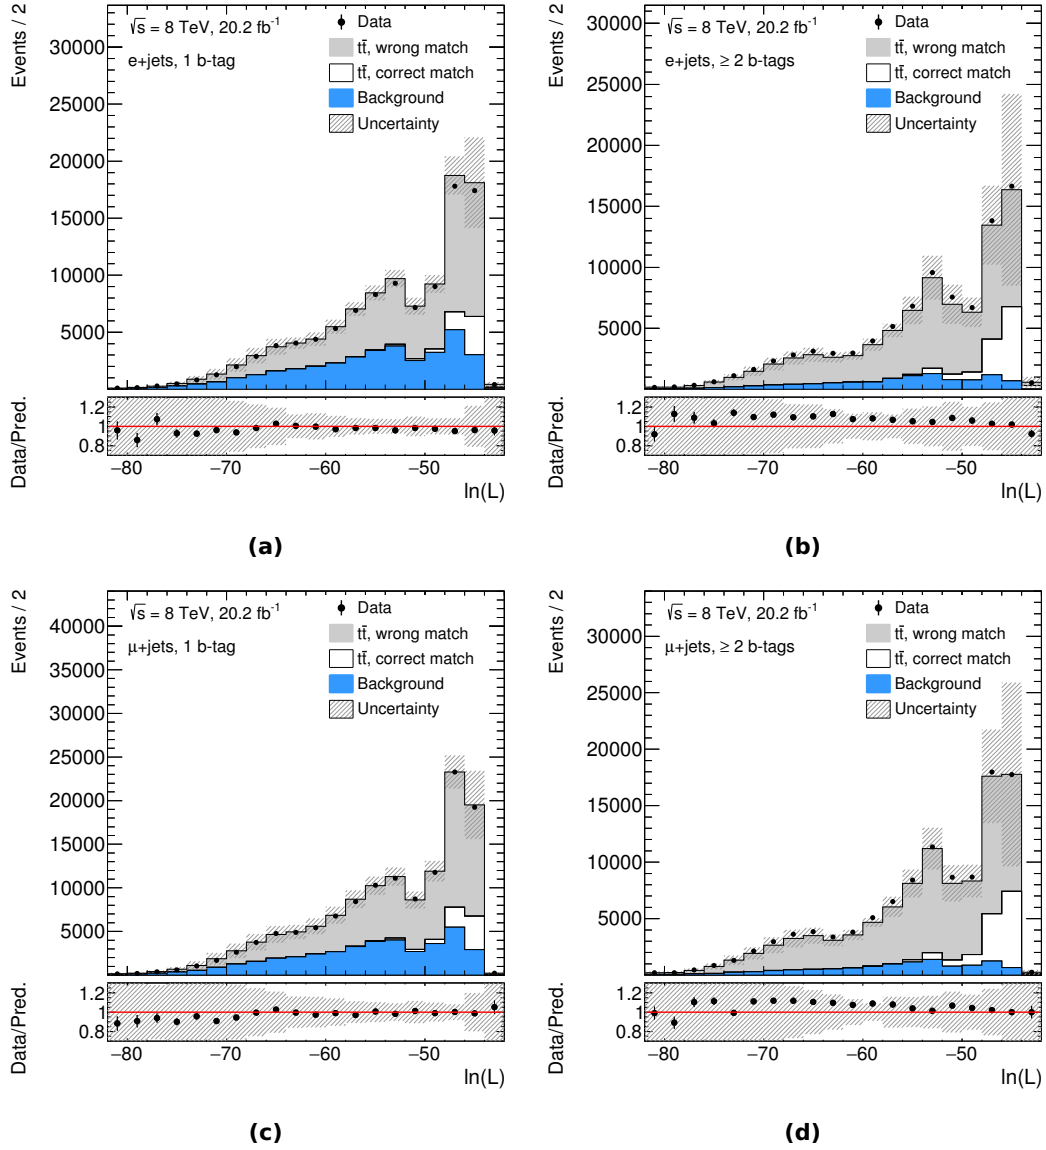 Events / 2
√s = 8 TeV, 20.2 fb⁻¹
e+jets, 1 b-tag
Data
tt̄, wrong match
tt̄, correct match
Background
Uncertainty
30000
25000
20000
15000
10000
5000
Data/Pred.
1.2
1
0.8
−80 −70 −60 −50
ln(L)
(a)
Events / 2
√s = 8 TeV, 20.2 fb⁻¹
e+jets, ≥ 2 b-tags
Data
tt̄, wrong match
tt̄, correct match
Background
Uncertainty
30000
25000
20000
15000
10000
5000
Data/Pred.
1.2
1
0.8
−80 −70 −60 −50
ln(L)
(b)
Events / 2
√s = 8 TeV, 20.2 fb⁻¹
μ+jets, 1 b-tag
Data
tt̄, wrong match
tt̄, correct match
Background
Uncertainty
40000
35000
30000
25000
20000
15000
10000
5000
Data/Pred.
1.2
1
0.8
−80 −70 −60 −50
ln(L)
(c)
Events / 2
√s = 8 TeV, 20.2 fb⁻¹
μ+jets, ≥ 2 b-tags
Data
tt̄, wrong match
tt̄, correct match
Background
Uncertainty
30000
25000
20000
15000
10000
5000
Data/Pred.
1.2
1
0.8
−80 −70 −60 −50
ln(L)
(d)